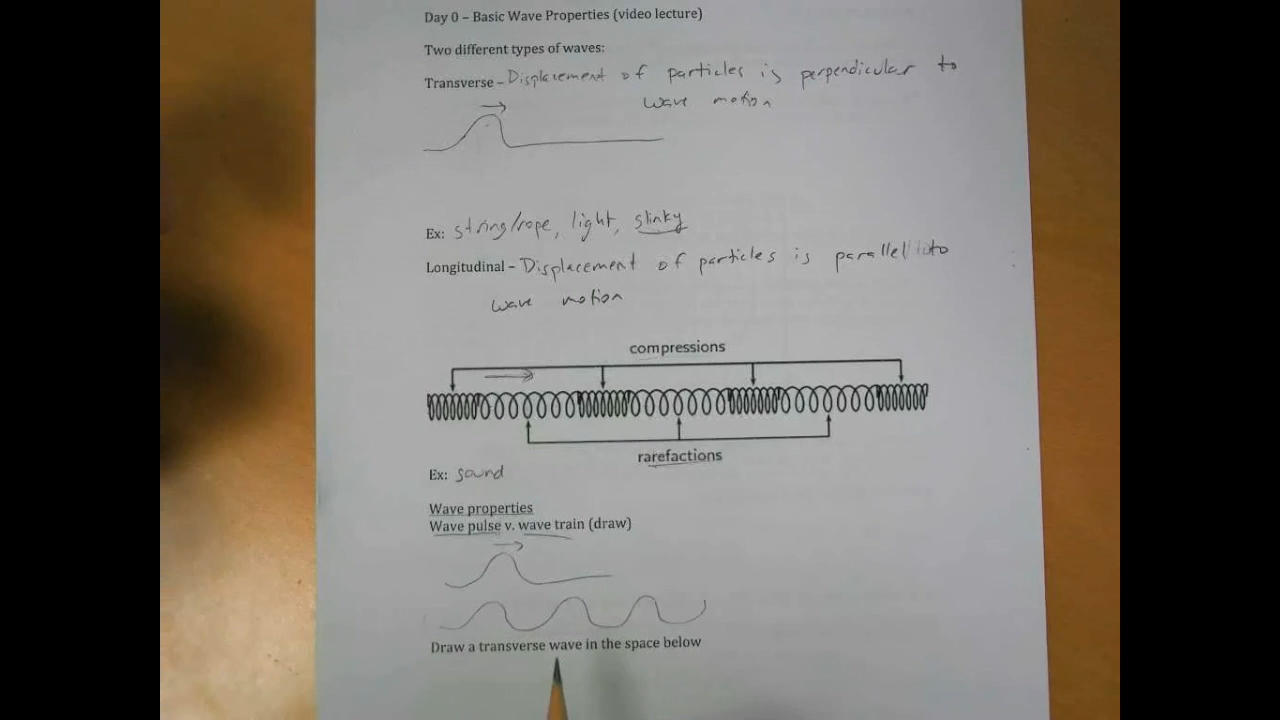 Day 0 – Basic Wave Properties (video lecture)
Two different types of waves:
Transverse – Displacement of particles is perpendicular to
wave motion
Ex: string/rope, light, slinky
Longitudinal – Displacement of particles is parallel to
wave motion
compressions
rarefactions
Ex: sound
Wave properties
Wave pulse v. wave train (draw)
Draw a transverse wave in the space below